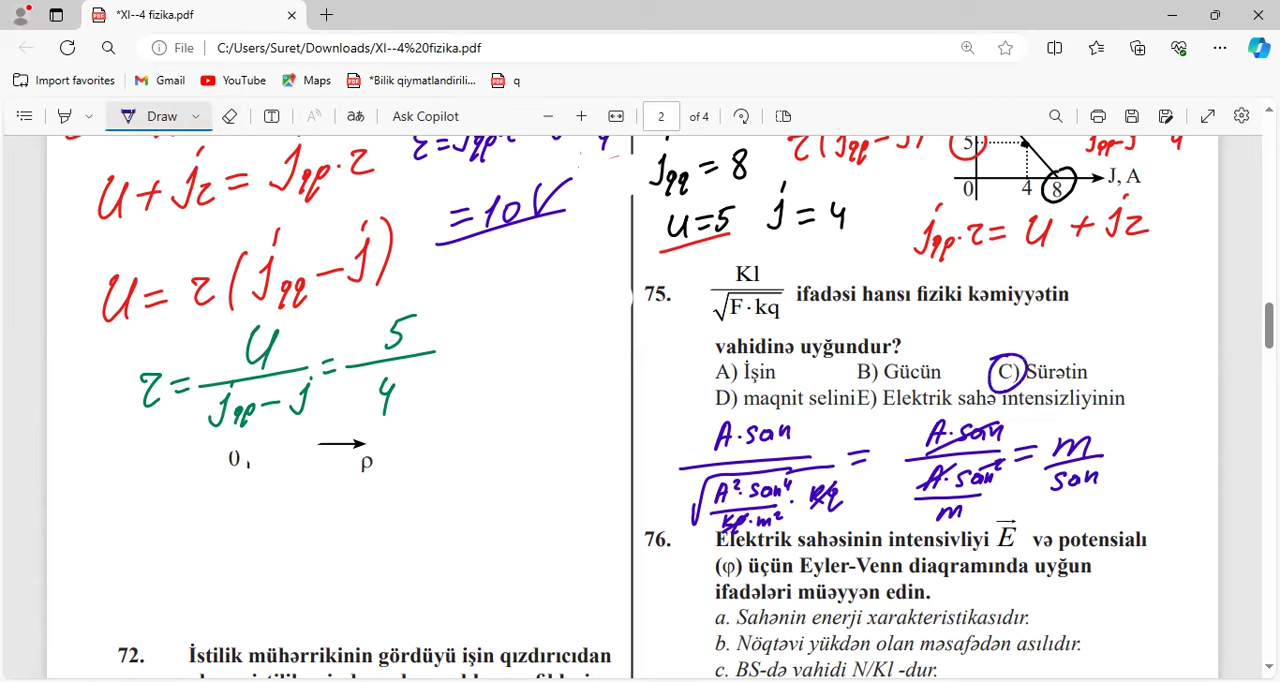 *XI--4 fizika.pdf
File C:/Users/Suret/Downloads/XI--4%20fizika.pdf
Import favorites Gmail YouTube Maps *Bilik qiymatlandirili... q
Draw Ask Copilot 2 of 4
U + jr = jqq · r
= 10V
U = r (jqq - j)
r = U / (jqq - j) = 5 / 4
0 ρ
72. İstilik mühərrikinin gördüyü işin qızdırıcıdan
jqq = 8
U = 5 j = 4
5
0 4 8 J, A
jqq · r = U + jr
75. Kl / √F · kq ifadəsi hansı fiziki kəmiyyətin
vahidinə uyğundur?
A) İşin B) Gücün C) Sürətin
D) maqnit selini E) Elektrik sahə intensizliyinin
A · san / √(A² · san⁴ / kq · m² · kq) = A · san / (A · san² / m) = m / san
76. Elektrik sahəsinin intensivliyi E və potensialı
(φ) üçün Eyler-Venn diaqramında uyğun
ifadələri müəyyən edin.
a. Sahənin enerji xarakteristikasıdır.
b. Nöqtəvi yükdən olan məsafədən asılıdır.
c. BS-də vahidi N/Kl -dur.